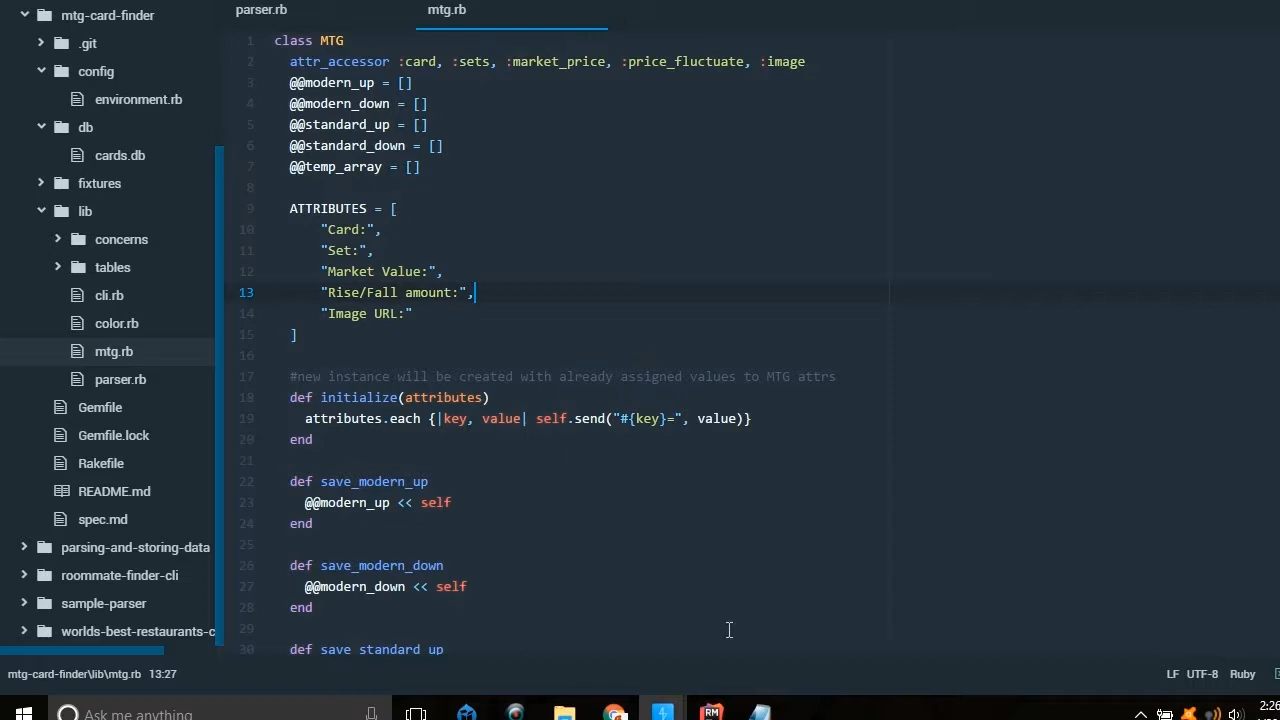 mtg-card-finder
.git
config
environment.rb
db
cards.db
fixtures
lib
concerns
tables
cli.rb
color.rb
mtg.rb
parser.rb
Gemfile
Gemfile.lock
Rakefile
README.md
spec.md
parsing-and-storing-data
roommate-finder-cli
sample-parser
worlds-best-restaurants-c
parser.rb
mtg.rb
1 class MTG
2 attr_accessor :card, :sets, :market_price, :price_fluctuate, :image
3 @@modern_up = []
4 @@modern_down = []
5 @@standard_up = []
6 @@standard_down = []
7 @@temp_array = []
8
9 ATTRIBUTES = [
10 "Card:",
11 "Set:",
12 "Market Value:",
13 "Rise/Fall amount:",
14 "Image URL:"
15 ]
16
17 #new instance will be created with already assigned values to MTG attrs
18 def initialize(attributes)
19 attributes.each {|key, value| self.send("#{key}=", value)}
20 end
21
22 def save_modern_up
23 @@modern_up << self
24 end
25
26 def save_modern_down
27 @@modern_down << self
28 end
29
30 def save_standard_up
mtg-card-finder\lib\mtg.rb 13:27
LF UTF-8 Ruby
Ask me anything
RM